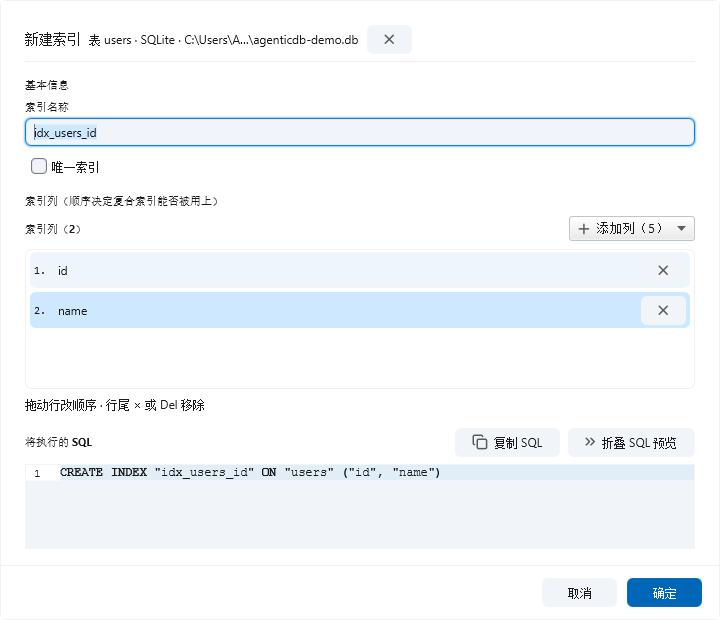 新建索引 表 users · SQLite · C:\Users\A...\agenticdb-demo.db
基本信息
索引名称
idx_users_id
唯一索引
索引列（顺序决定复合索引能否被用上）
索引列（2）
添加列（5）
1. id
2. name
拖动行改顺序 · 行尾 × 或 Del 移除
将执行的 SQL
复制 SQL
折叠 SQL 预览
1 CREATE INDEX "idx_users_id" ON "users" ("id", "name")
取消
确定